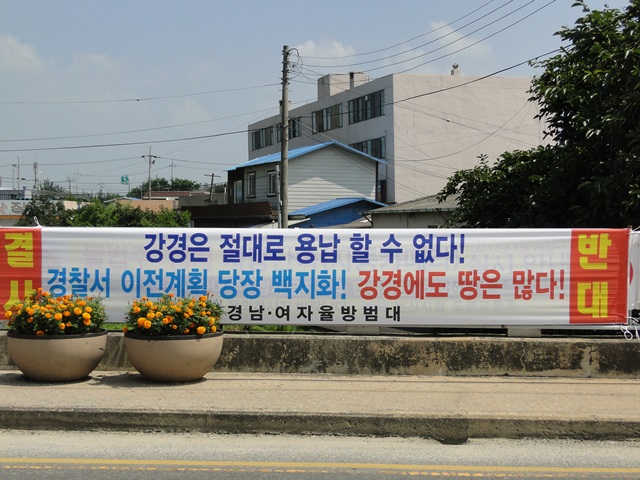 결사
강경은 절대로 용납 할 수 없다!
경찰서 이전계획 당장 백지화! 강경에도 땅은 많다!
경남·여자율방범대
반대